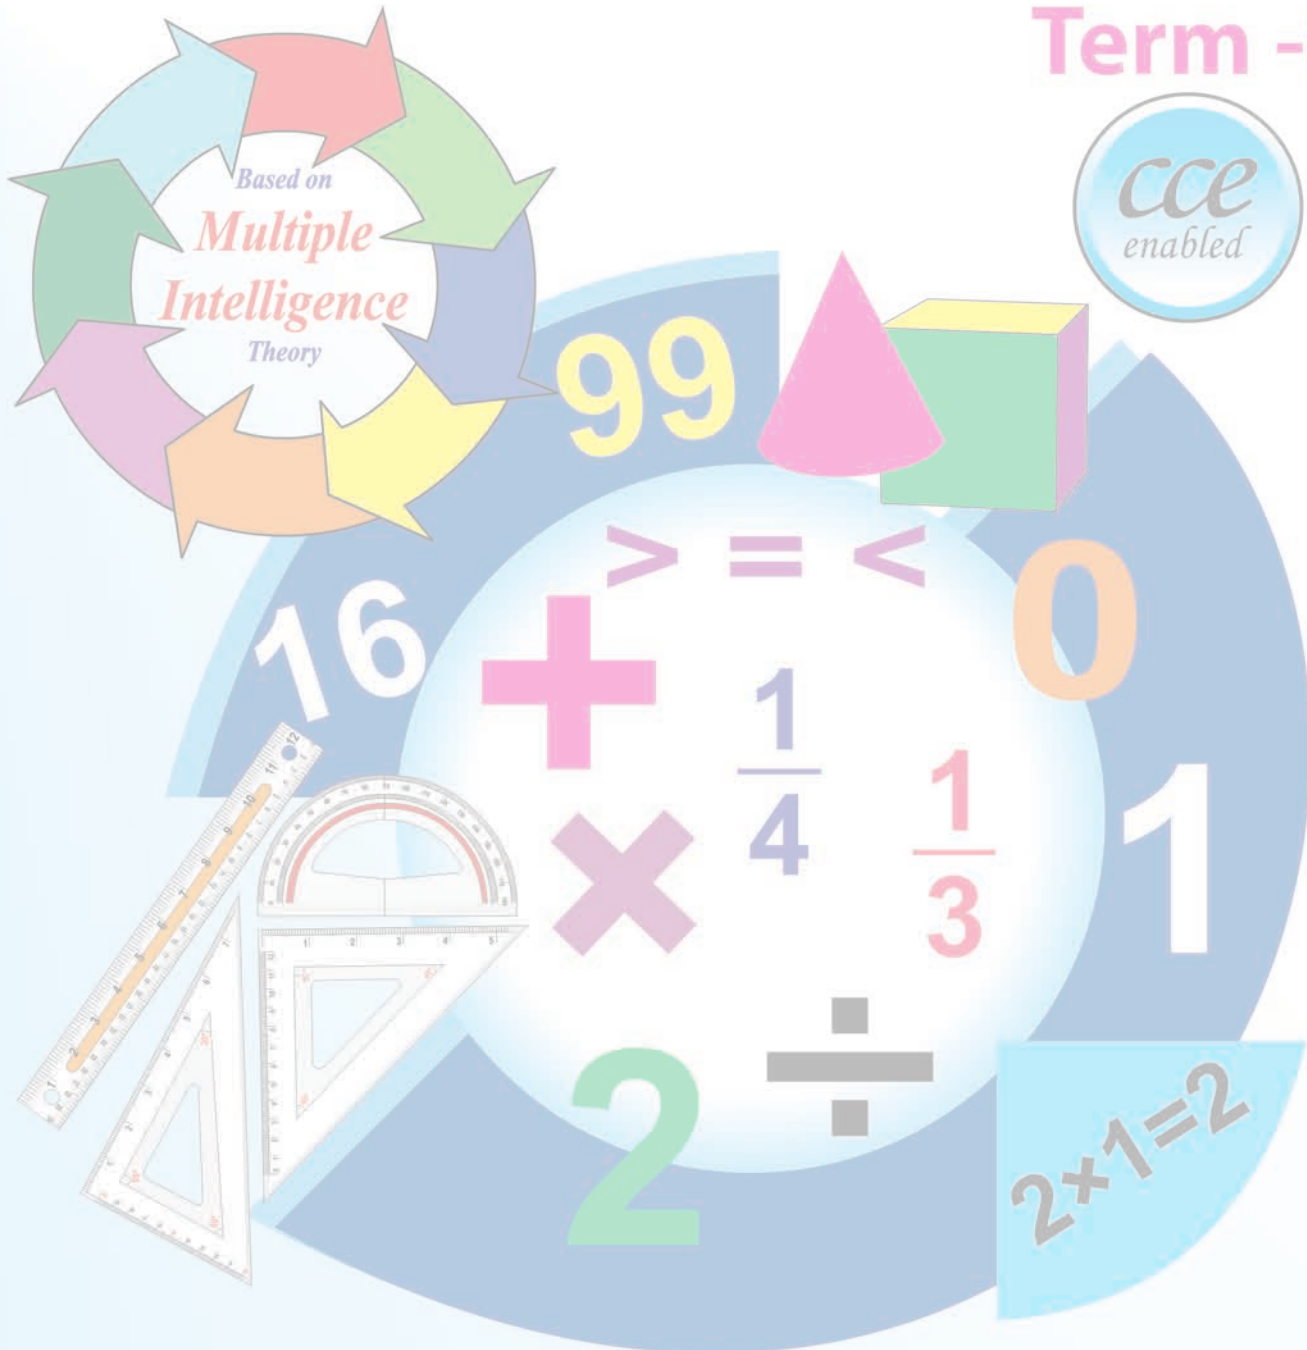 Term -
cce
enabled
Based on
Multiple
Intelligence
Theory
99
> = <
16
+
0
1
4
1
3
1
×
÷
2
2×1=2